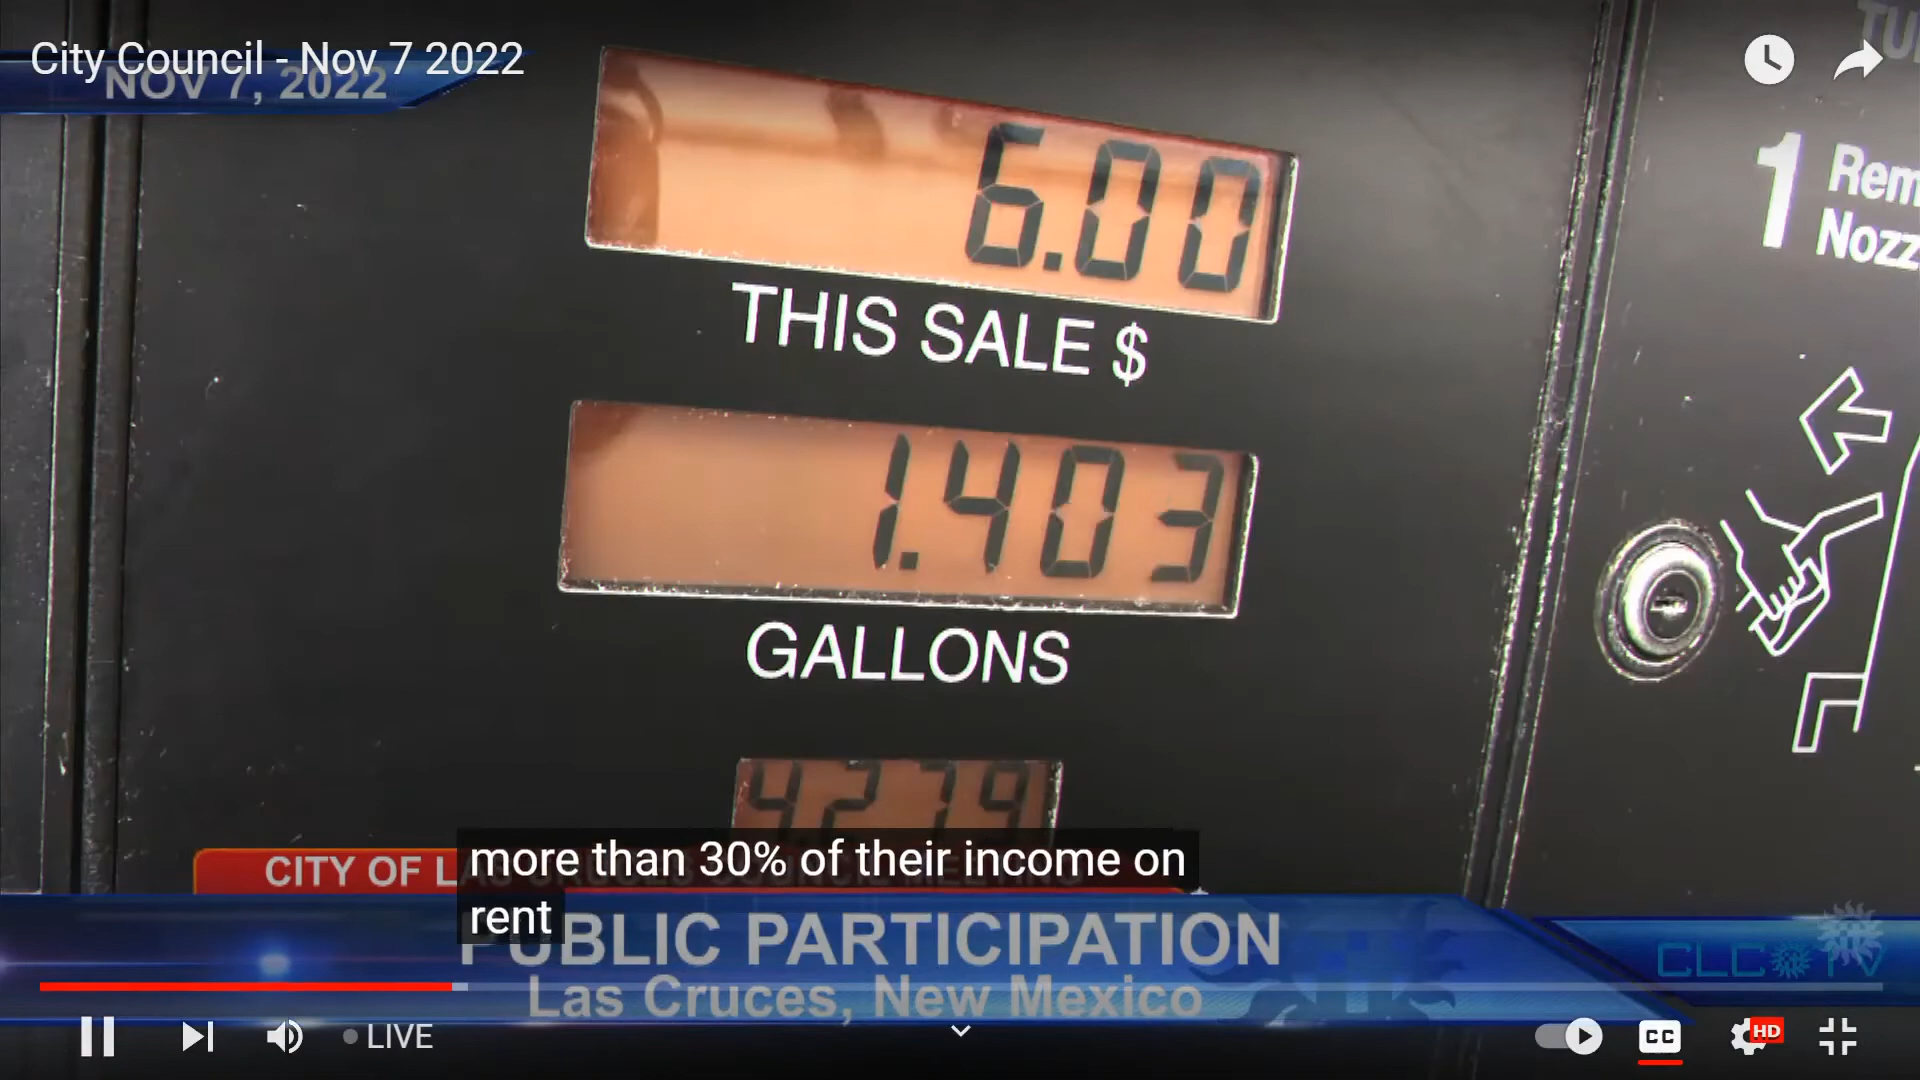 City Council - Nov 7 2022
NOV 7, 2022
6.00
THIS SALE $
1
Rem
Nozz
1.403
GALLONS
4279
CITY OF L
more than 30% of their income on
rent
PUBLIC PARTICIPATION
Las Cruces, New Mexico
CLC TV
LIVE
CC
HD